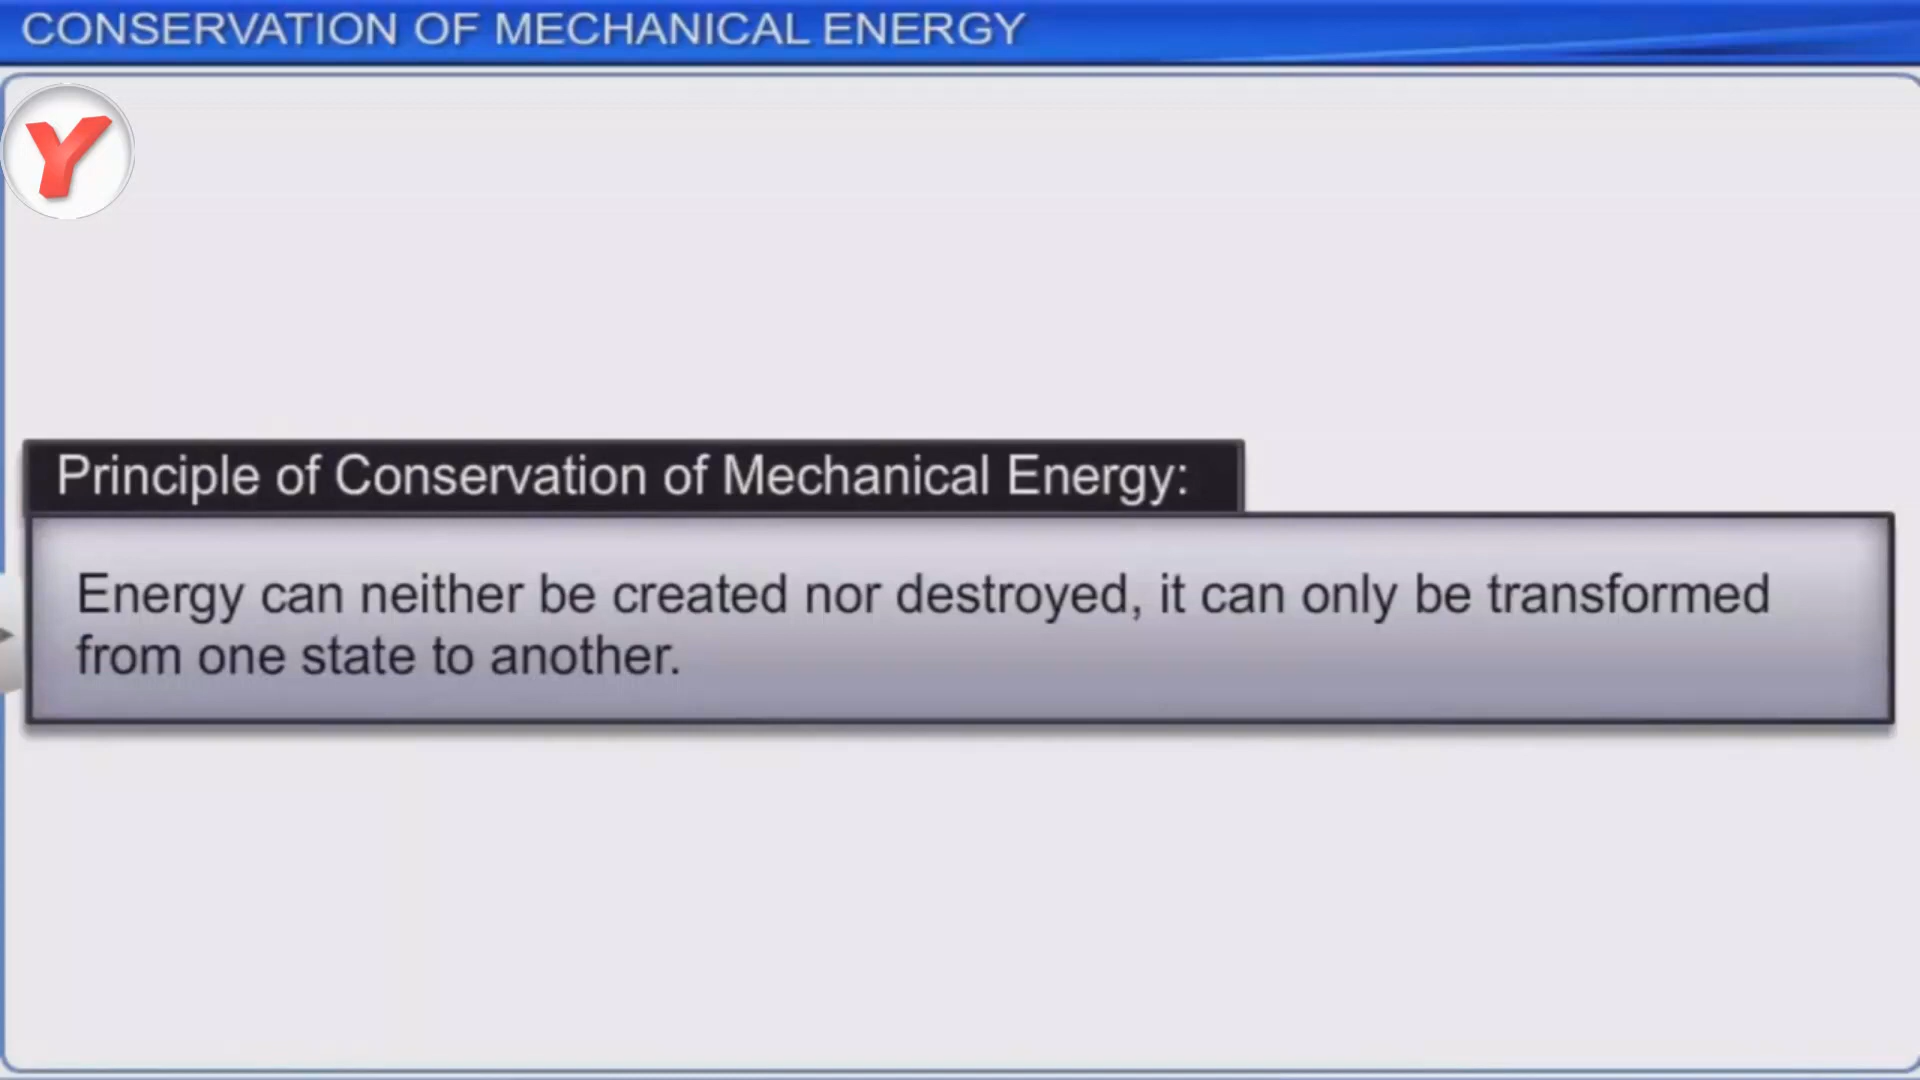 CONSERVATION OF MECHANICAL ENERGY
Y
Principle of Conservation of Mechanical Energy:
Energy can neither be created nor destroyed, it can only be transformed
from one state to another.